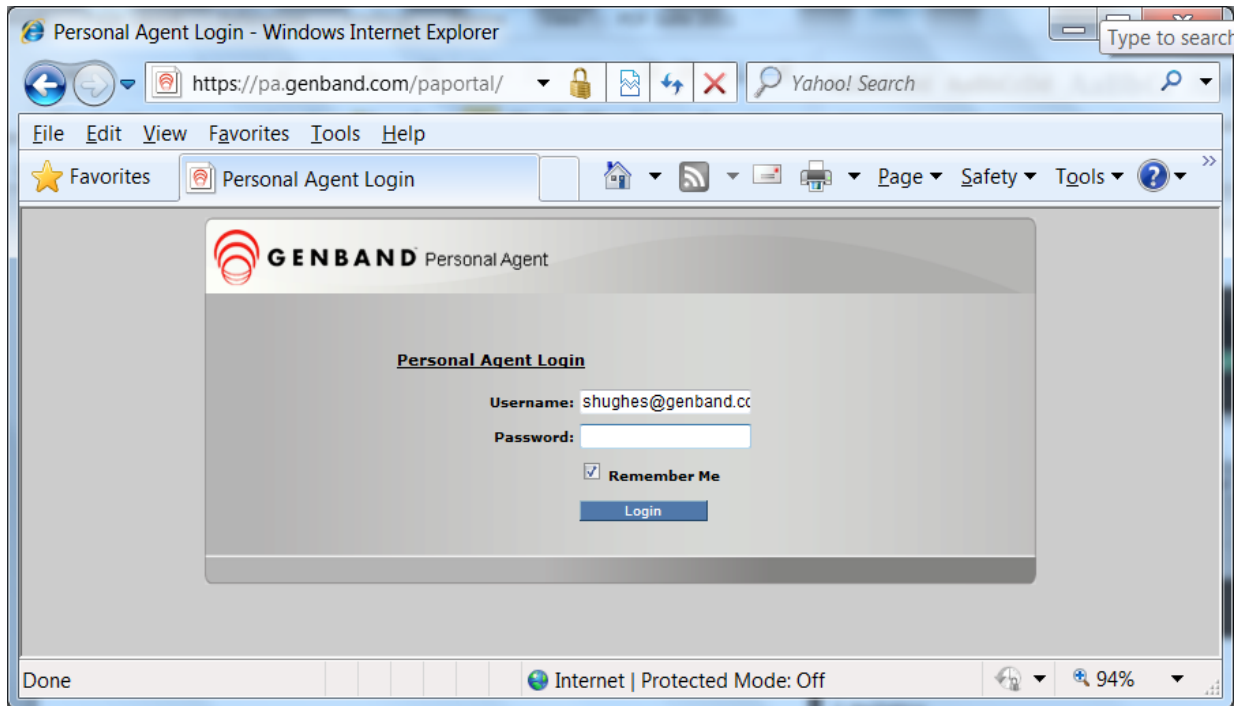 Personal Agent Login - Windows Internet Explorer
Type to search
https://pa.genband.com/paportal/
Yahoo! Search
File Edit View Favorites Tools Help
Favorites
Personal Agent Login
Page Safety Tools
GENBAND Personal Agent
Personal Agent Login
Username: shughes@genband.cc
Password:
Remember Me
Login
Done
Internet | Protected Mode: Off
94%